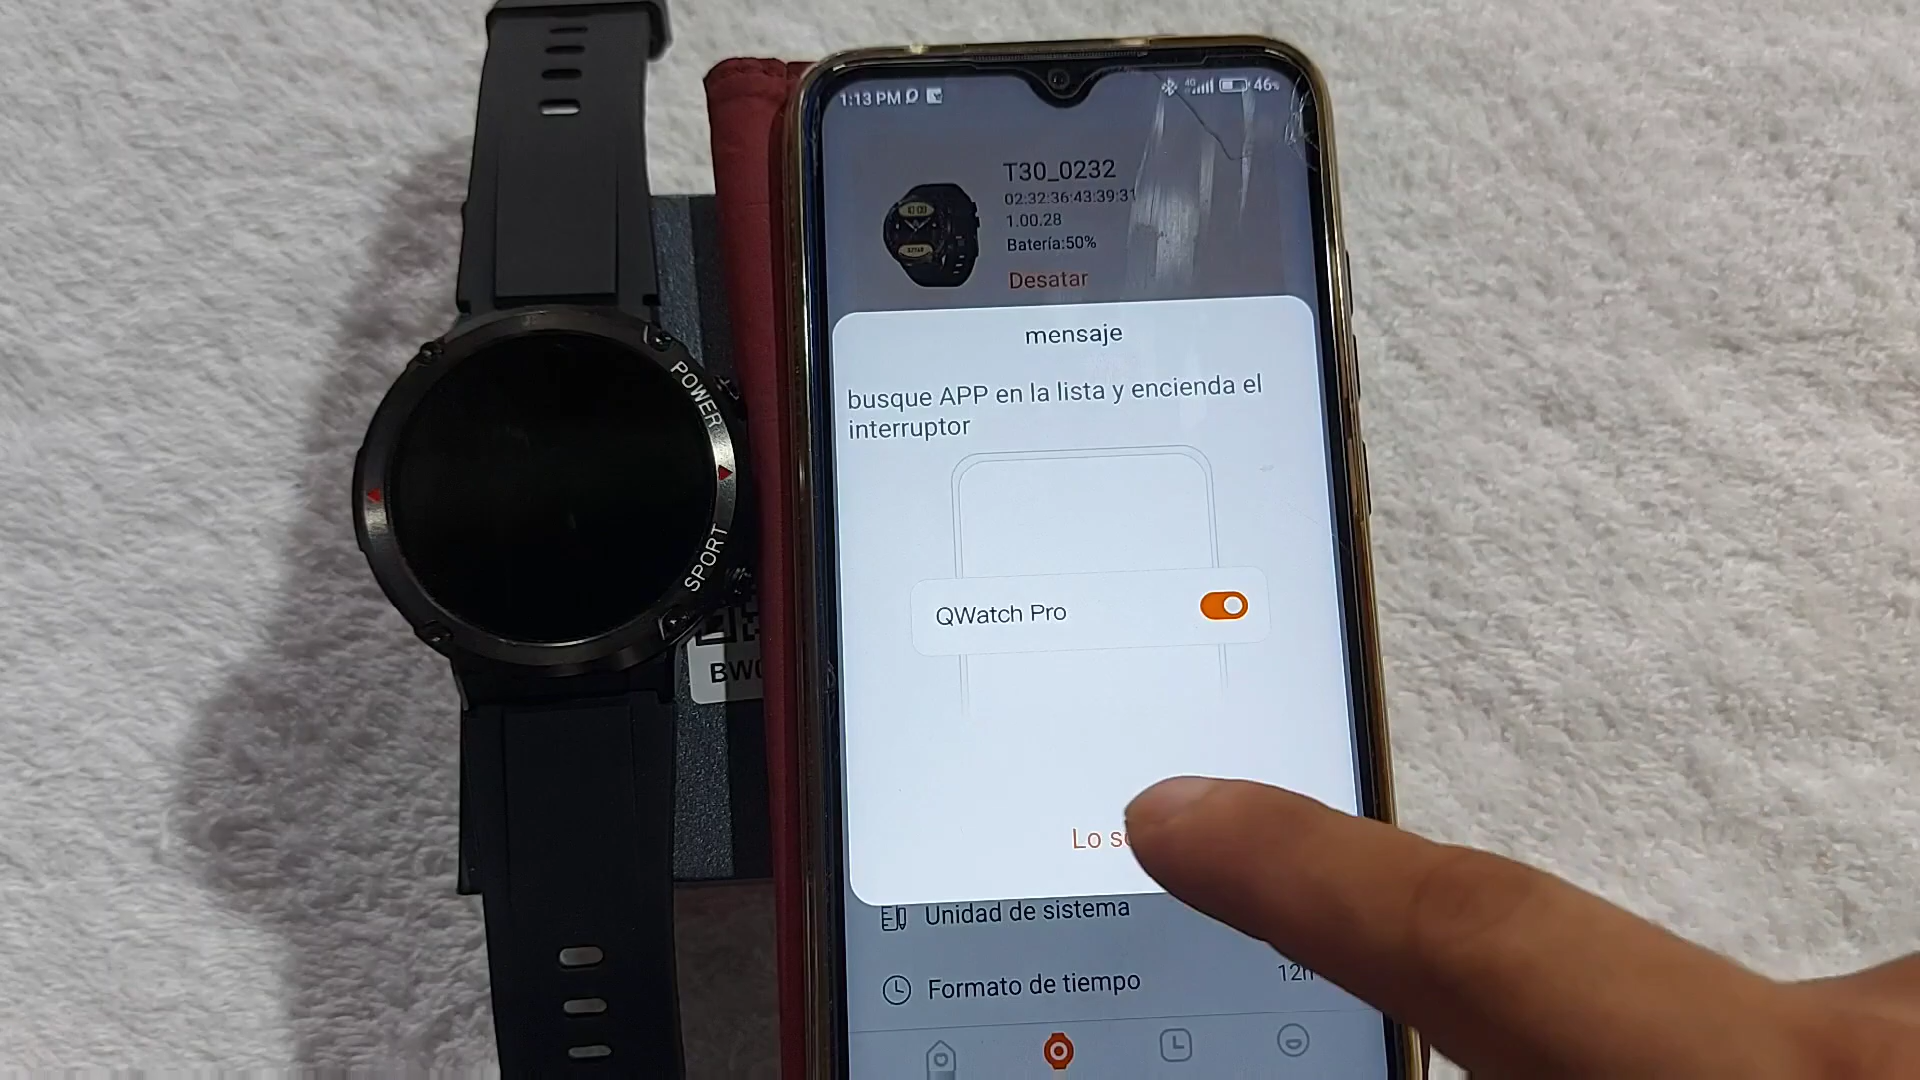 1:13 PM
46%
T30_0232
02:32:36:43:39:31
1.00.28
Batería:50%
Desatar
mensaje
busque APP en la lista y encienda el
interruptor
QWatch Pro
Lo
Unidad de sistema
Formato de tiempo
POWER
SPORT